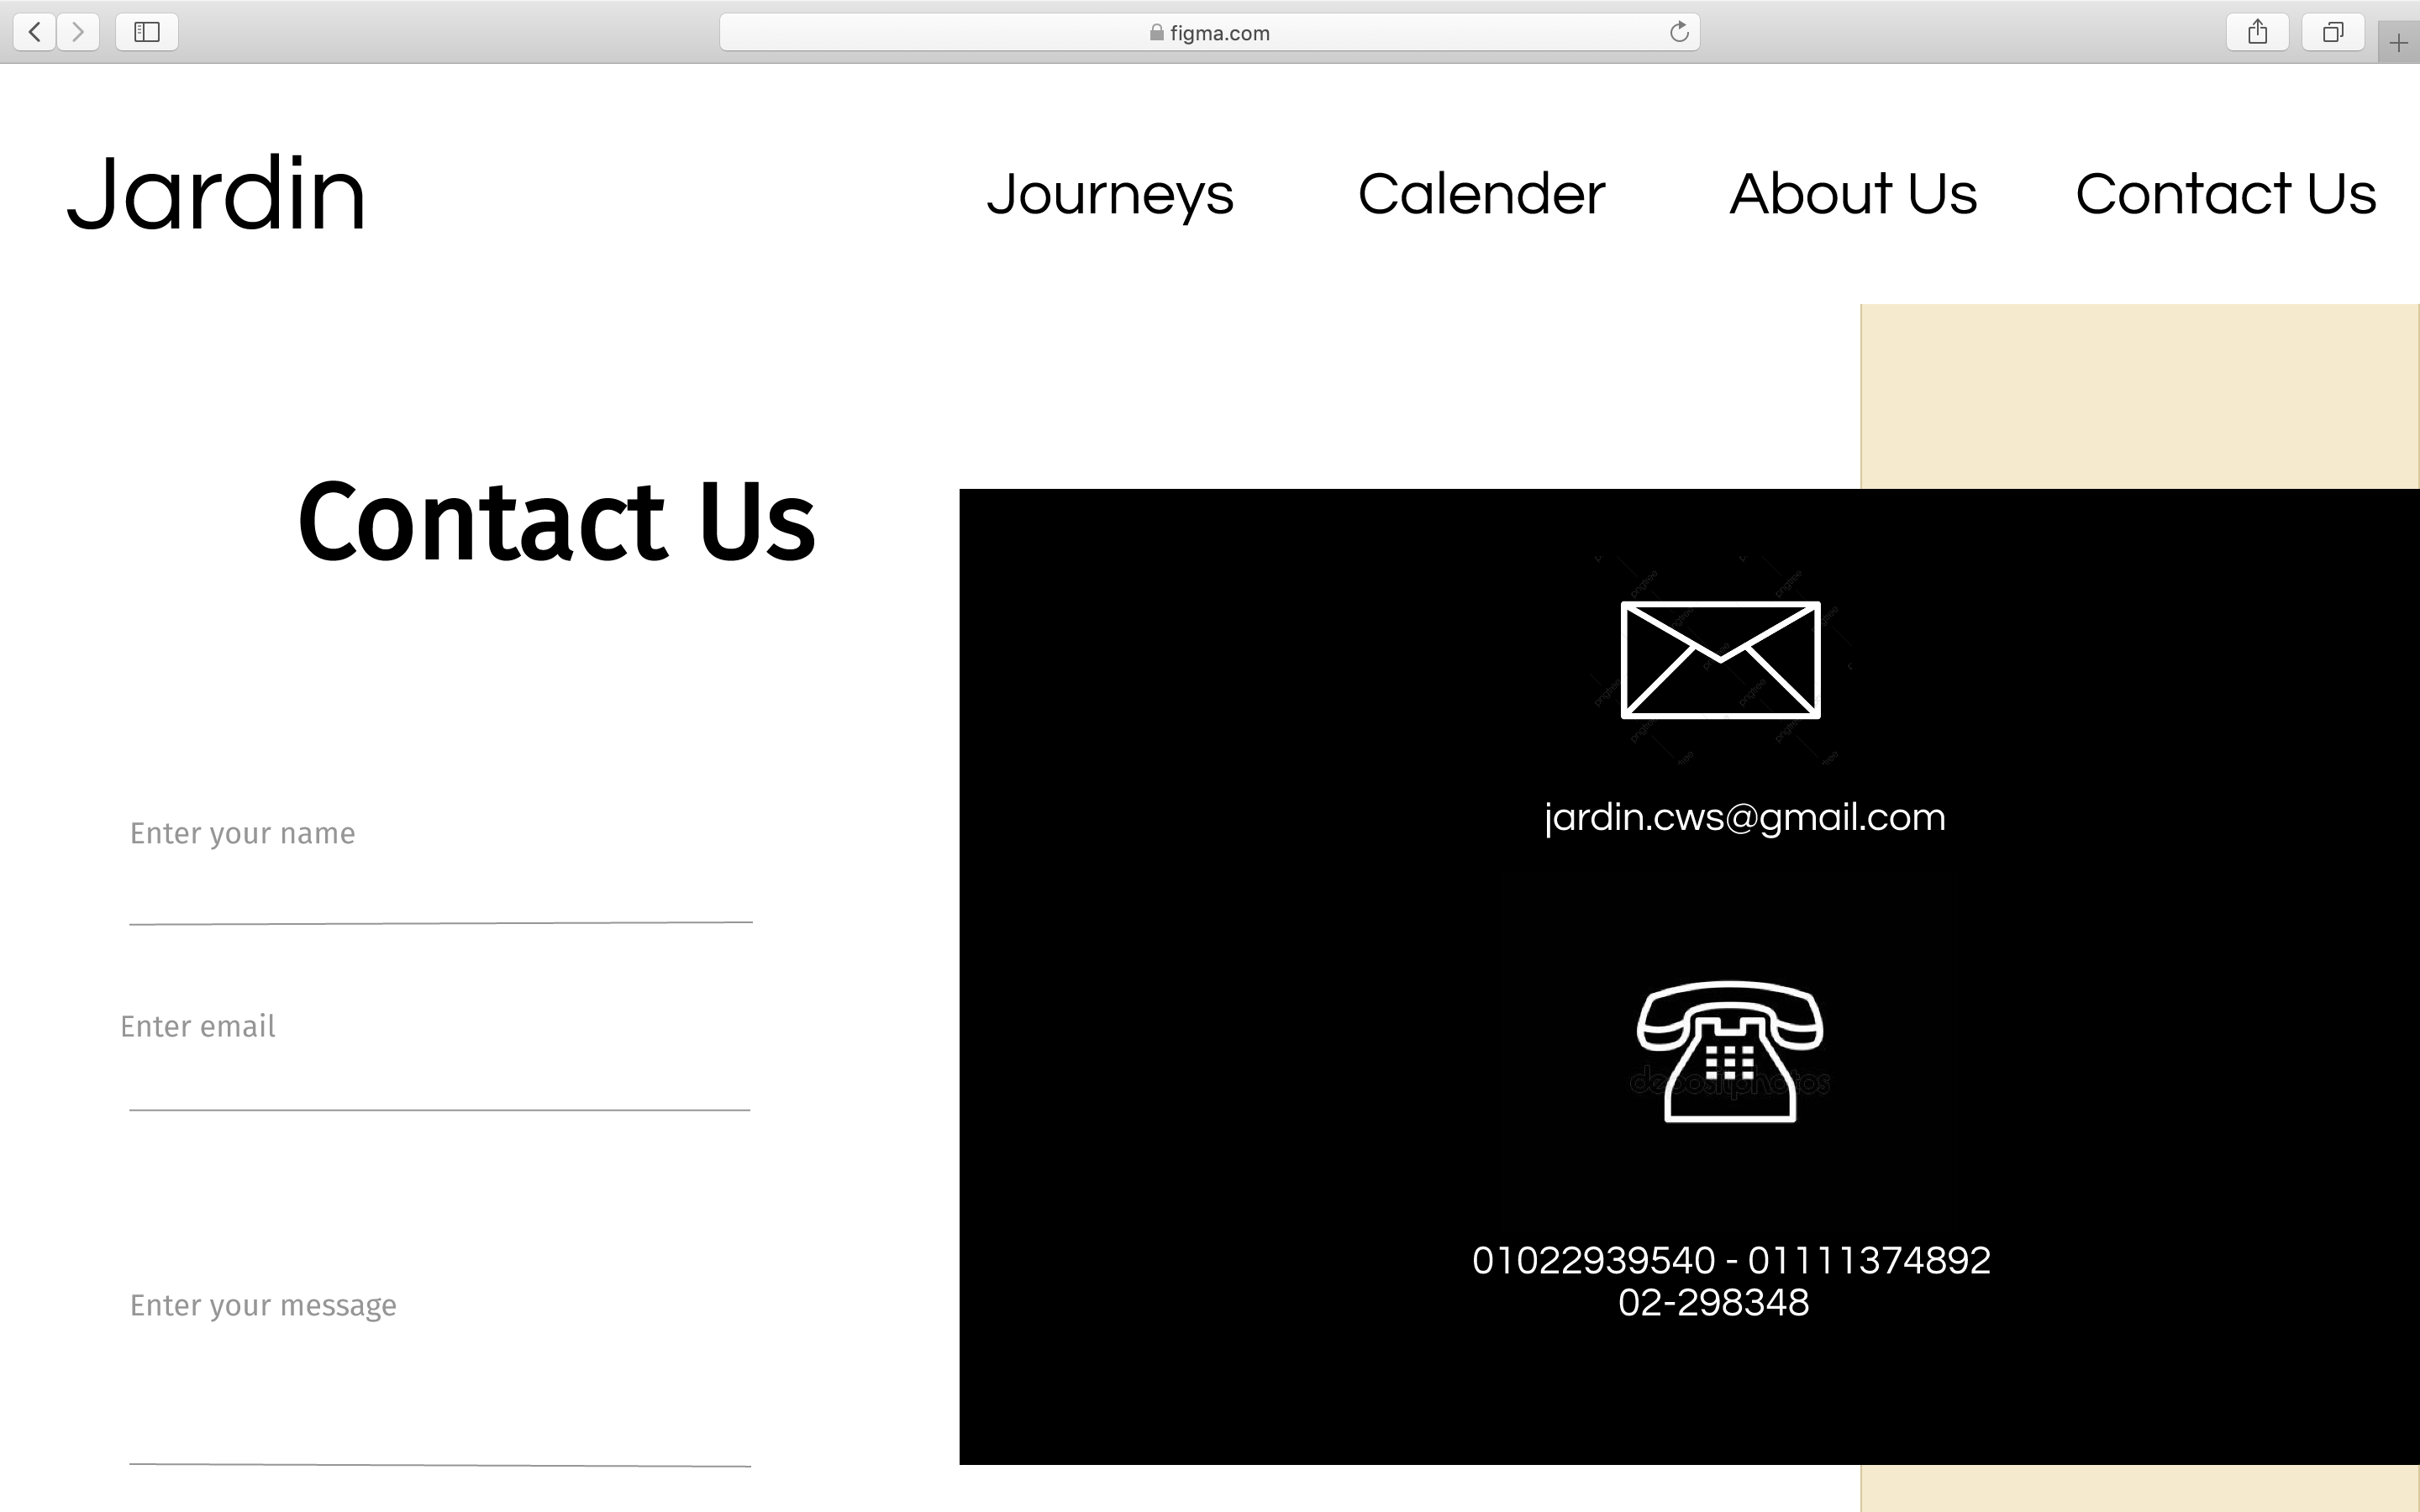 figma.com
Jardin
Journeys
Calender
About Us
Contact Us
Contact Us
Enter your name
Enter email
Enter your message
jardin.cws@gmail.com
depositphotos
01022939540 - 01111374892
02-298348